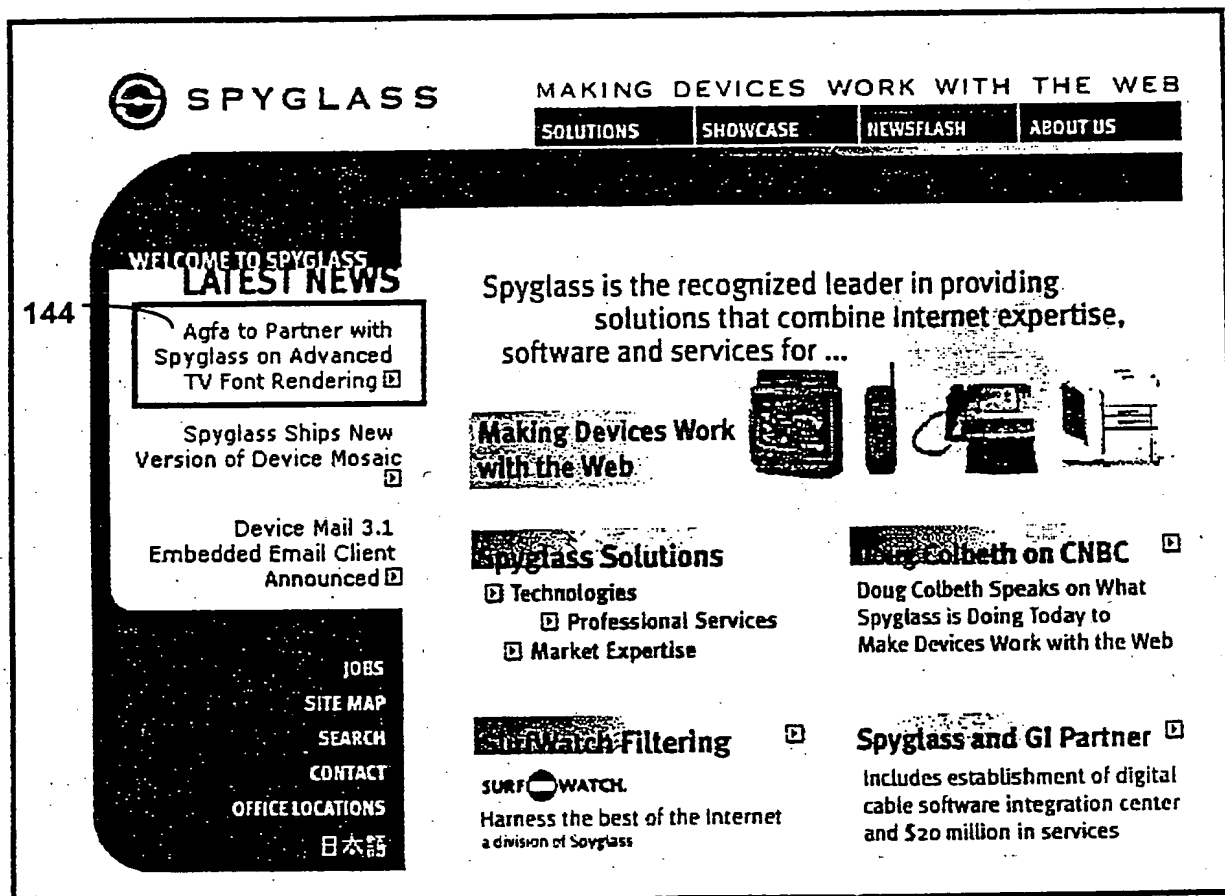 SPYGLASS
MAKING DEVICES WORK WITH THE WEB
SOLUTIONS
SHOWCASE
NEWSFLASH
ABOUT US
WELCOME TO SPYGLASS
LATEST NEWS
144
Agfa to Partner with
Spyglass on Advanced
TV Font Rendering
Spyglass Ships New
Version of Device Mosaic
Device Mail 3.1
Embedded Email Client
Announced
JOBS
SITE MAP
SEARCH
CONTACT
OFFICE LOCATIONS
日本語
Spyglass is the recognized leader in providing
solutions that combine Internet expertise,
software and services for ...
Making Devices Work
with the Web
Spyglass Solutions
Technologies
Professional Services
Market Expertise
Doug Colbeth on CNBC
Doug Colbeth Speaks on What
Spyglass is Doing Today to
Make Devices Work with the Web
SurfWatch Filtering
SURF WATCH.
Harness the best of the Internet
a division of Spyglass
Spyglass and GI Partner
Includes establishment of digital
cable software integration center
and $20 million in services